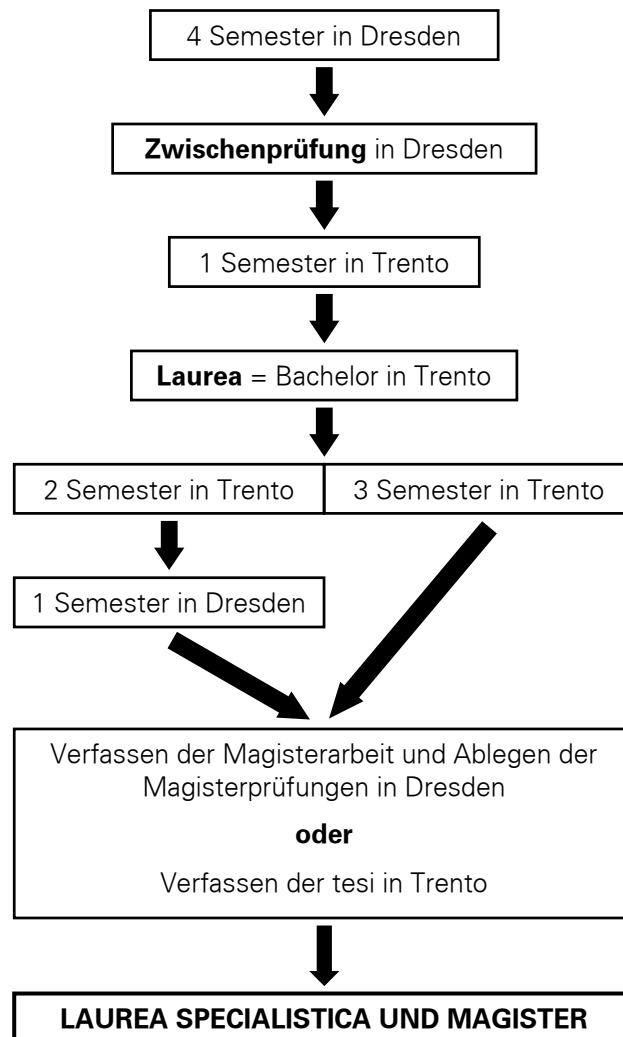 4 Semester in Dresden
Zwischenprüfung in Dresden
1 Semester in Trento
Laurea = Bachelor in Trento
2 Semester in Trento
3 Semester in Trento
1 Semester in Dresden
Verfassen der Magisterarbeit und Ablegen der
Magisterprüfungen in Dresden
oder
Verfassen der tesi in Trento
LAUREA SPECIALISTICA UND MAGISTER